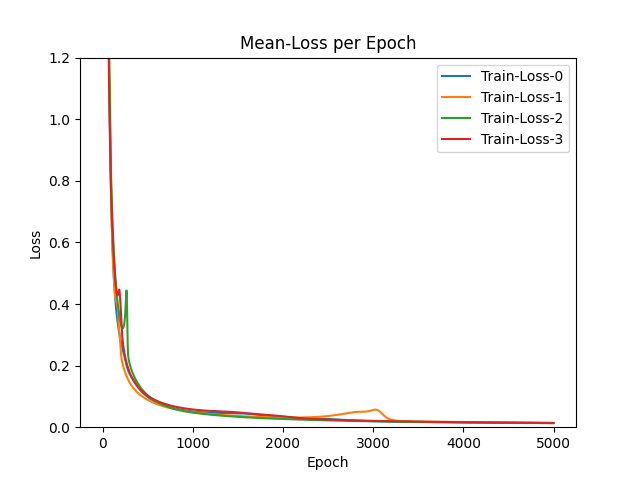 Mean-Loss per Epoch
1.2
1.0
0.8
0.6
0.4
0.2
0.0
Loss
Train-Loss-0
Train-Loss-1
Train-Loss-2
Train-Loss-3
0 1000 2000 3000 4000 5000
Epoch